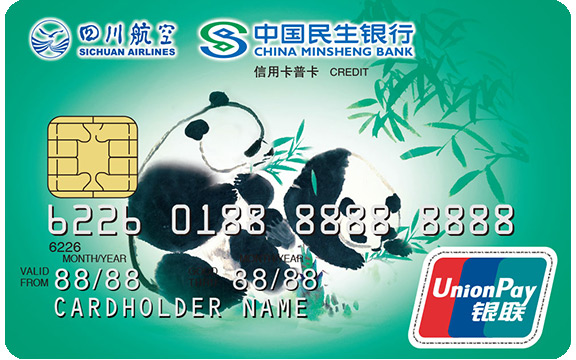 四川航空
SICHUAN AIRLINES
中国民生银行
CHINA MINSHENG BANK
信用卡普卡 CREDIT
6226 0188 8888 8888
6226
MONTH/YEAR MONTH/YEAR
VALID FROM 88/88 88/88
CARDHOLDER NAME
UnionPay
银联